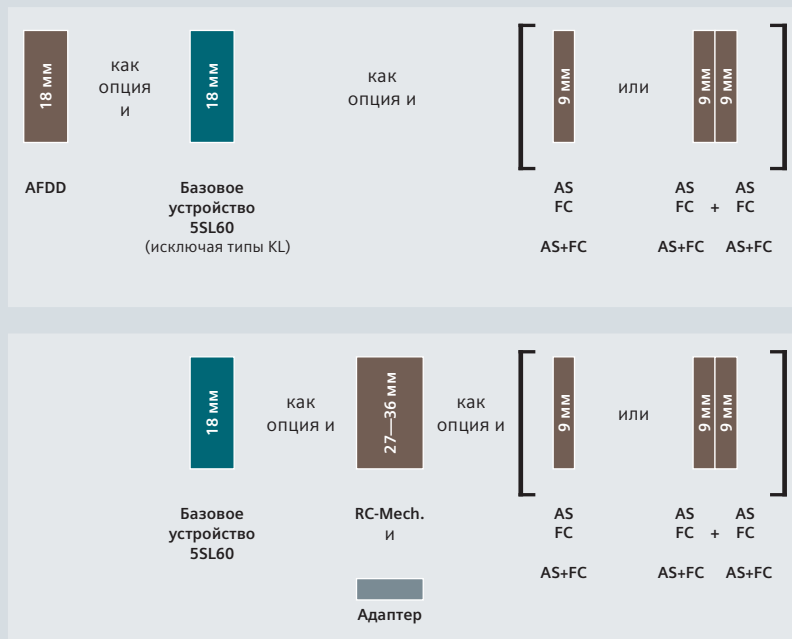 18 мм
как
опция
и
18 мм
как
опция и
9 мм
или
9 мм
9 мм
AFDD
Базовое
устройство
5SL60
(исключая типы KL)
AS
FC
AS+FC
AS AS
FC + FC
AS+FC AS+FC
18 мм
как
опция и
27—36 мм
как
опция и
9 мм
или
9 мм
9 мм
Базовое
устройство
5SL60
RC-Mech.
и
Адаптер
AS
FC
AS+FC
AS AS
FC + FC
AS+FC AS+FC